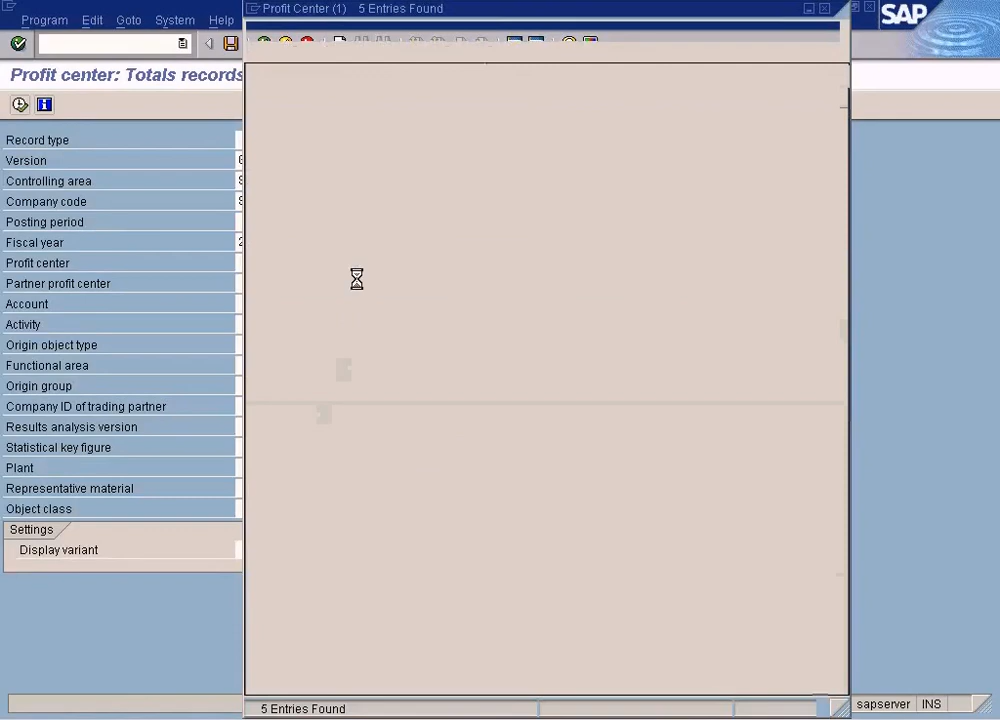 Profit Center (1) 5 Entries Found
Program Edit Goto System Help
SAP
Profit center: Totals records
Record type
Version
Controlling area
Company code
Posting period
Fiscal year
Profit center
Partner profit center
Account
Activity
Origin object type
Functional area
Origin group
Company ID of trading partner
Results analysis version
Statistical key figure
Plant
Representative material
Object class
Settings
Display variant
5 Entries Found
sapserver INS